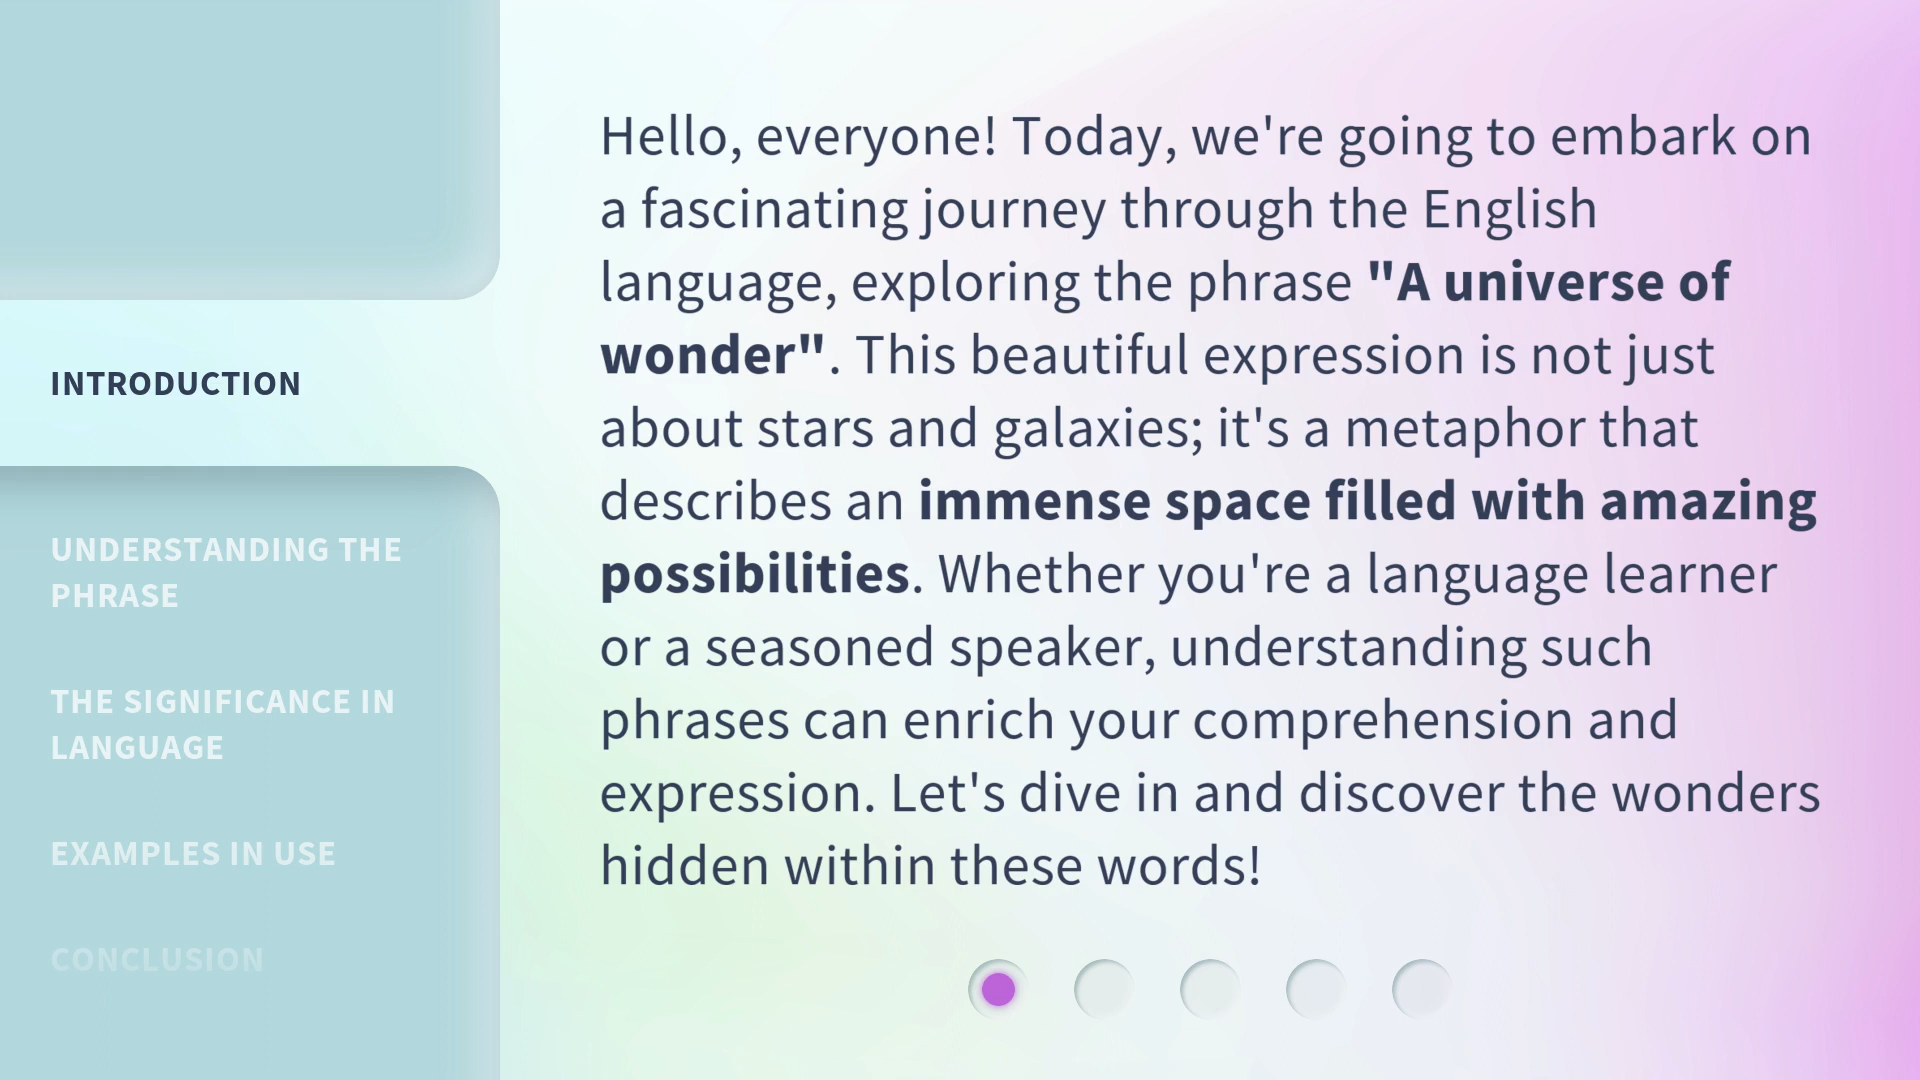 INTRODUCTION
UNDERSTANDING THE
PHRASE
THE SIGNIFICANCE IN
LANGUAGE
EXAMPLES IN USE
CONCLUSION
Hello, everyone! Today, we're going to embark on
a fascinating journey through the English
language, exploring the phrase "A universe of
wonder". This beautiful expression is not just
about stars and galaxies; it's a metaphor that
describes an immense space filled with amazing
possibilities. Whether you're a language learner
or a seasoned speaker, understanding such
phrases can enrich your comprehension and
expression. Let's dive in and discover the wonders
hidden within these words!